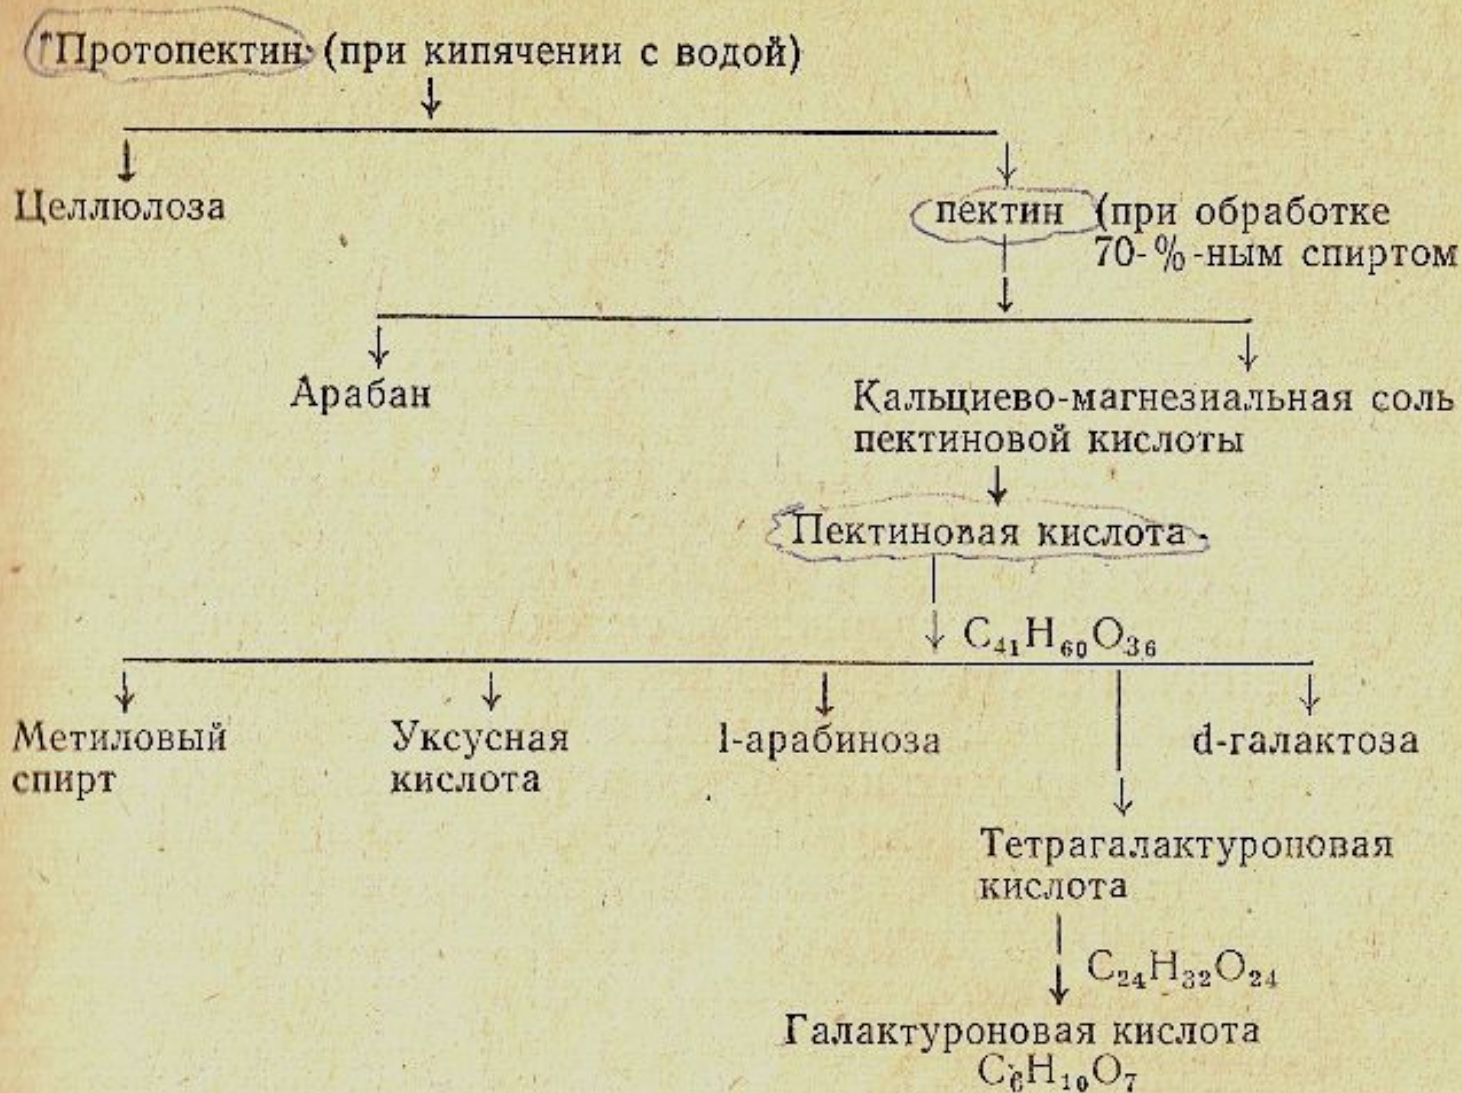 Протопектин (при кипячении с водой)
Целлюлоза
пектин (при обработке
70-%-ным спиртом
Арабан
Кальциево-магнезиальная соль
пектиновой кислоты
Пектиновая кислота
C₄₁H₆₀O₃₆
Метиловый
спирт
Уксусная
кислота
l-арабиноза
d-галактоза
Тетрагалактуроновая
кислота
C₂₄H₃₂O₂₄
Галактуроновая кислота
C₆H₁₀O₇